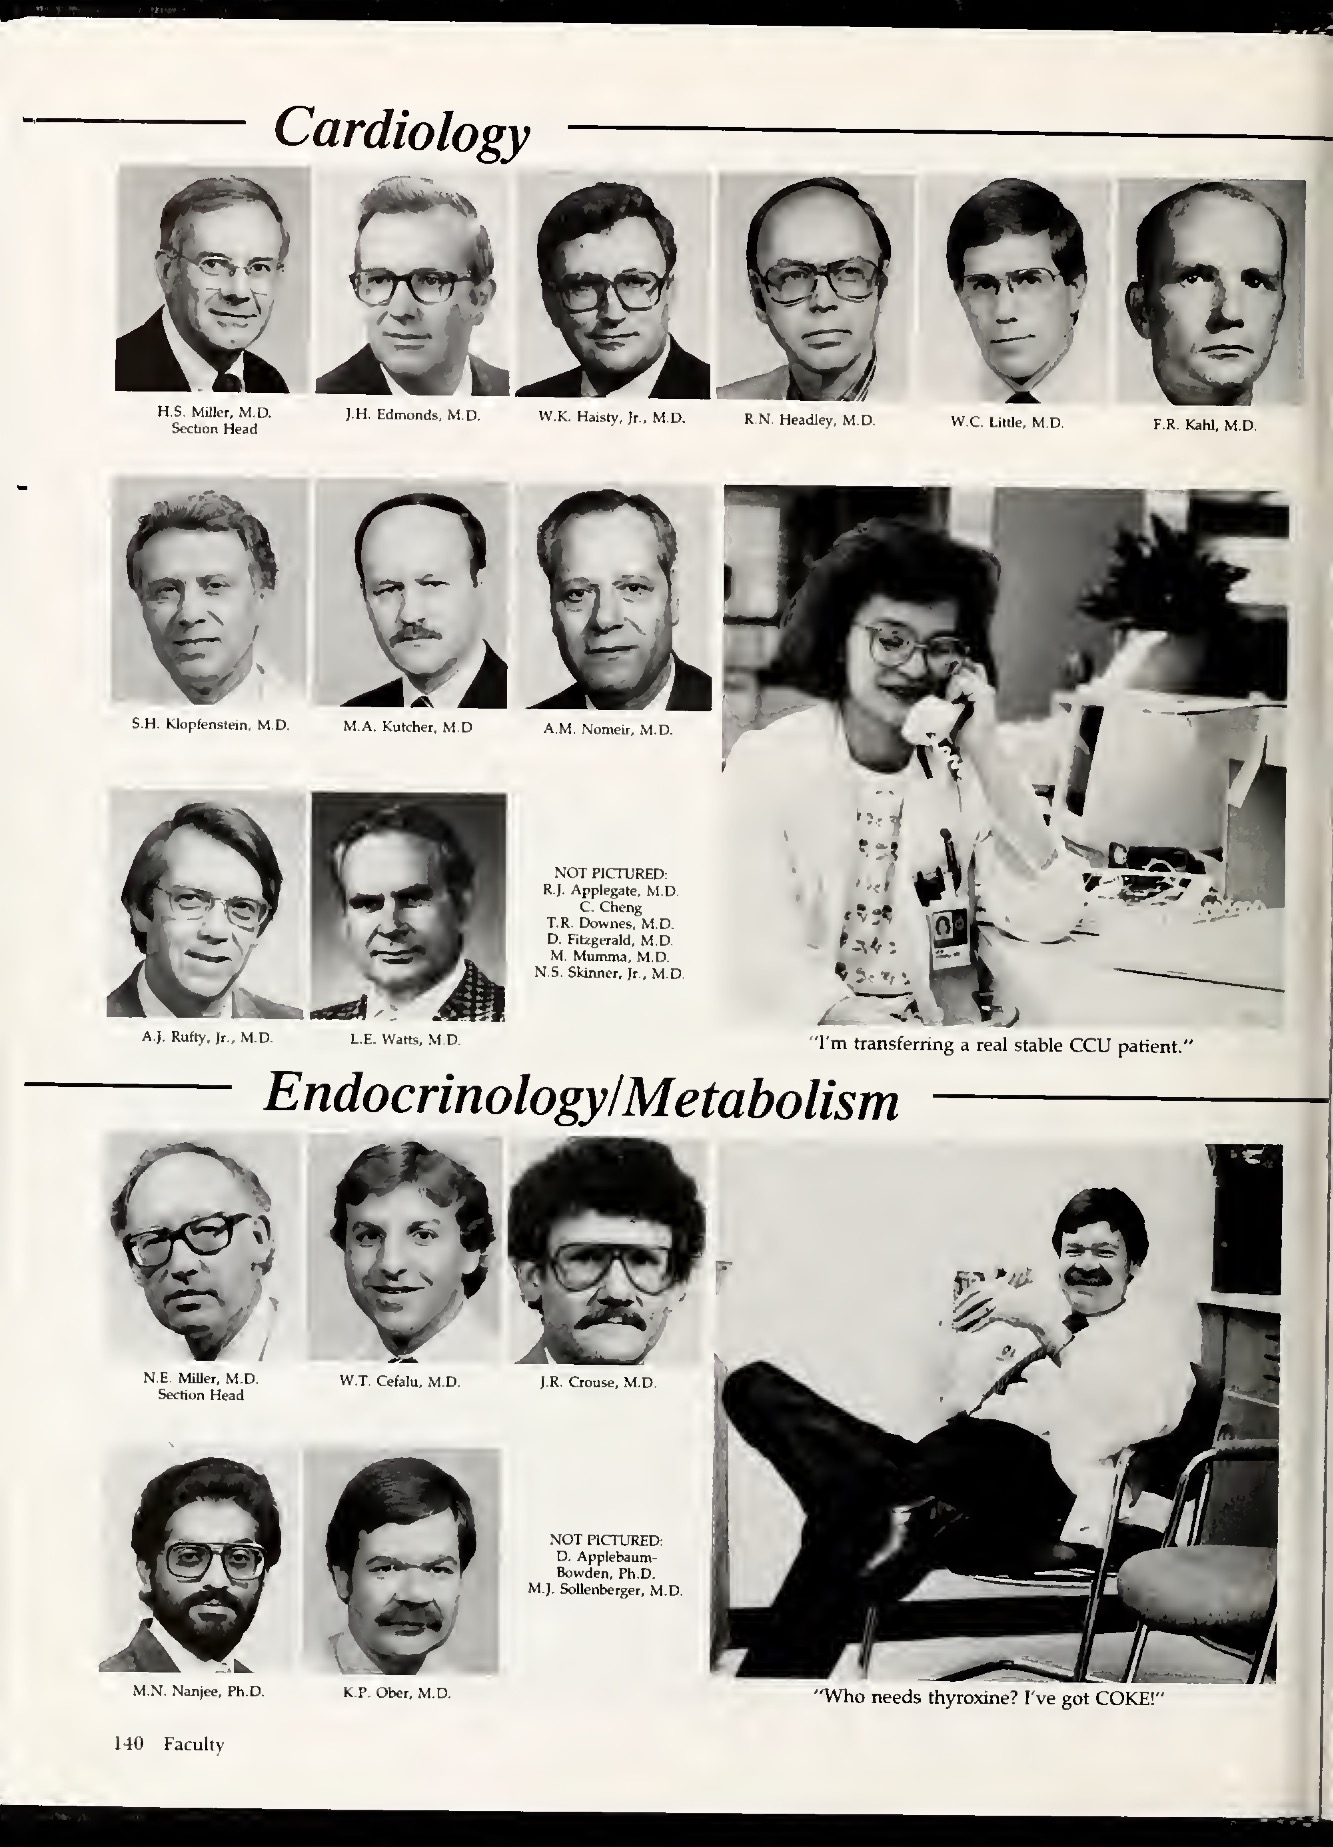 Cardiology
H.S. Miller, M.D.
Section Head
J.H. Edmonds, M.D.
W.K. Haisty, Jr., M.D.
R.N. Headley, M.D.
W.C. Little, M.D.
F.R. Kahl, M.D.
S.H. Klopfenstein, M.D.
M.A. Kutcher, M.D
A.M. Nomeir, M.D.
A.J. Rufty, Jr., M.D.
L.E. Watts, M.D.
NOT PICTURED:
R.J. Applegate, M.D.
C. Cheng
T.R. Downes, M.D.
D. Fitzgerald, M.D.
M. Mumma, M.D.
N.S. Skinner, Jr., M.D.
"I'm transferring a real stable CCU patient."
Endocrinology/Metabolism
N.E. Miller, M.D.
Section Head
W.T. Cefalu, M.D.
J.R. Crouse, M.D.
M.N. Nanjee, Ph.D.
K.P. Ober, M.D.
NOT PICTURED:
D. Applebaum-
Bowden, Ph.D.
M.J. Sollenberger, M.D.
"Who needs thyroxine? I've got COKE!"
140 Faculty